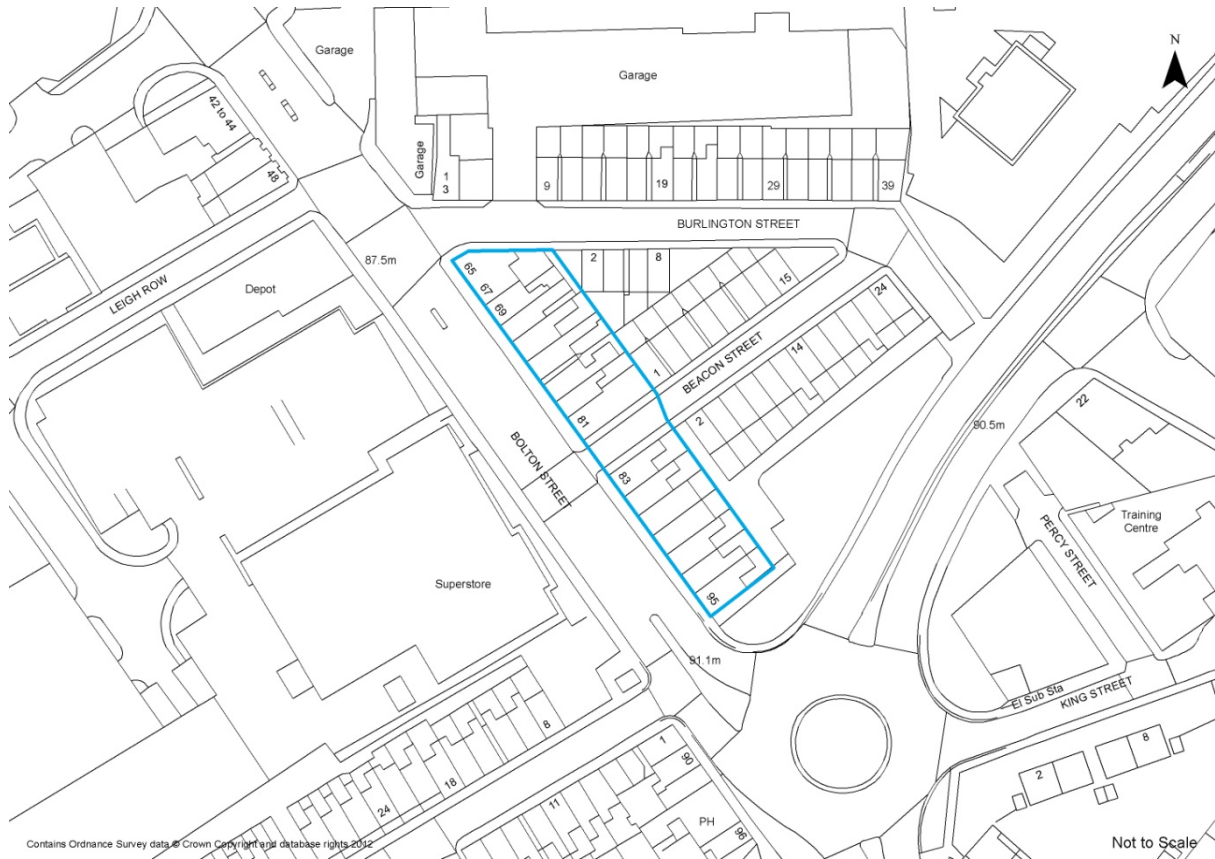 Garage
Garage
N
42 to 44
48
Garage
1
3
9
19
29
39
BURLINGTON STREET
87.5m
LEIGH ROW
Depot
65
67
69
2
8
15
24
BEACON STREET
14
1
2
81
83
95
BOLTON STREET
Superstore
90.5m
22
PERCY STREET
Training
Centre
91.1m
El Sub Sta
KING STREET
8
18
24
1
90
11
PH
96
2
8
Contains Ordnance Survey data © Crown Copyright and database rights 2012
Not to Scale